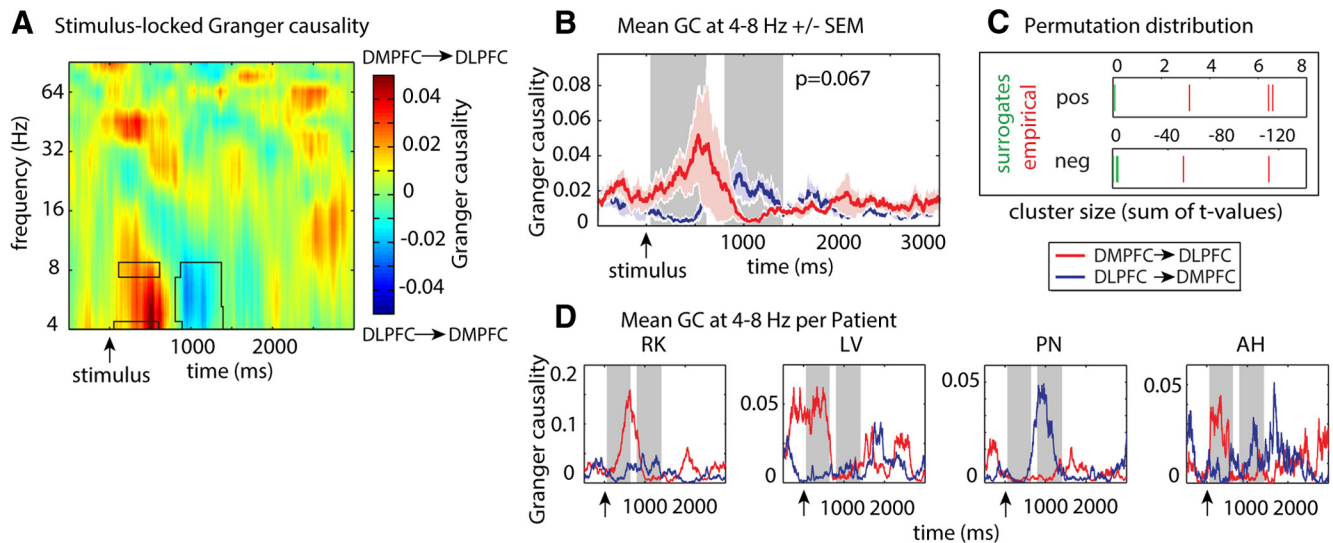 A Stimulus-locked Granger causality
DMPFC→DLPFC
frequency (Hz)
64
32
16
8
4
1000 2000
time (ms)
stimulus
0.04
0.02
0
-0.02
-0.04
Granger causality
DLPFC→DMPFC
B Mean GC at 4-8 Hz +/- SEM
p=0.067
Granger causality
0.08
0.06
0.04
0.02
0
0 1000 2000 3000
stimulus
time (ms)
C Permutation distribution
surrogates
empirical
0 2 4 6 8
pos
0 -40 -80 -120
neg
cluster size (sum of t-values)
DMPFC→DLPFC
DLPFC→DMPFC
D Mean GC at 4-8 Hz per Patient
RK LV PN AH
Granger causality
0.2
0.1
0
1000 2000
0.05
0
1000 2000
0.05
0
1000 2000
0.05
0
1000 2000
time (ms)